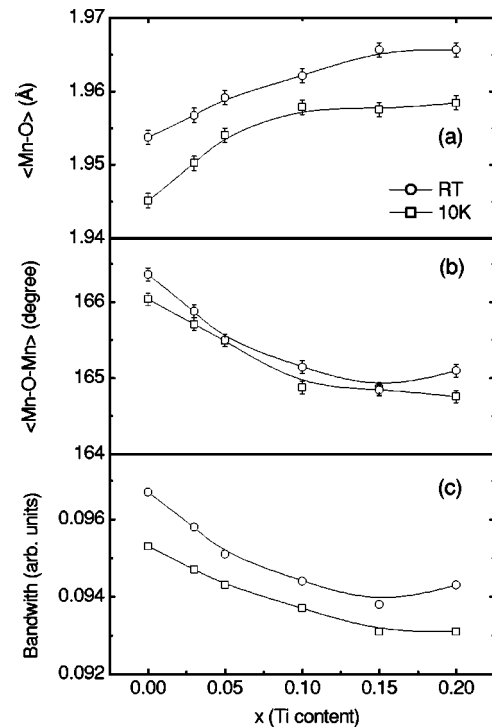 1.97
1.96
1.95
1.94
<Mn-O> (Å)
(a)
RT
10K
166
165
164
<Mn-O-Mn> (degree)
(b)
0.096
0.094
0.092
Bandwith (arb. units)
(c)
0.00 0.05 0.10 0.15 0.20
x (Ti content)